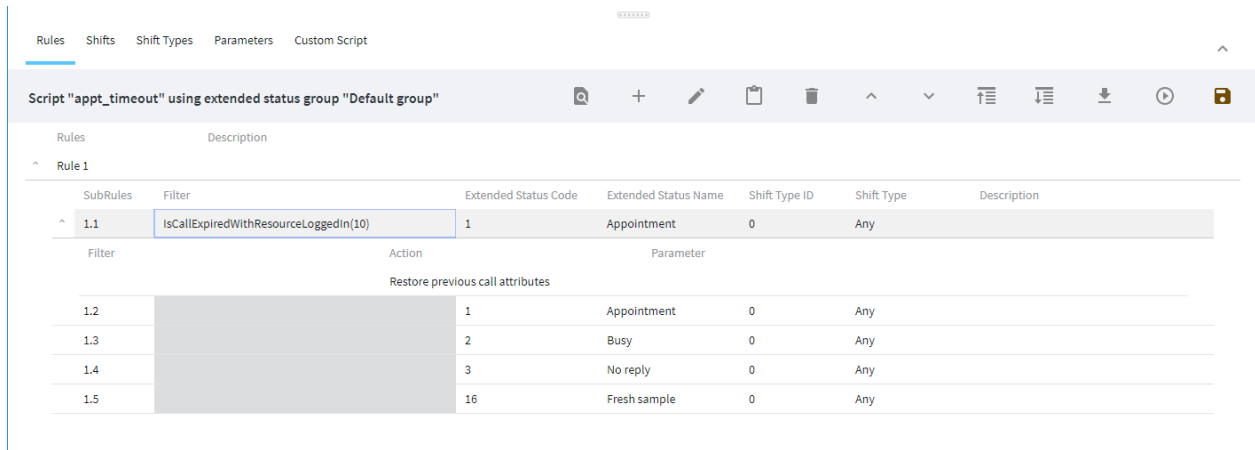 Rules Shifts Shift Types Parameters Custom Script
Script "appt_timeout" using extended status group "Default group"
Rules Description
Rule 1
SubRules Filter Extended Status Code Extended Status Name Shift Type ID Shift Type Description
1.1 IsCallExpiredWithResourceLoggedIn(10) 1 Appointment 0 Any
Filter Action Parameter
Restore previous call attributes
1.2 1 Appointment 0 Any
1.3 2 Busy 0 Any
1.4 3 No reply 0 Any
1.5 16 Fresh sample 0 Any